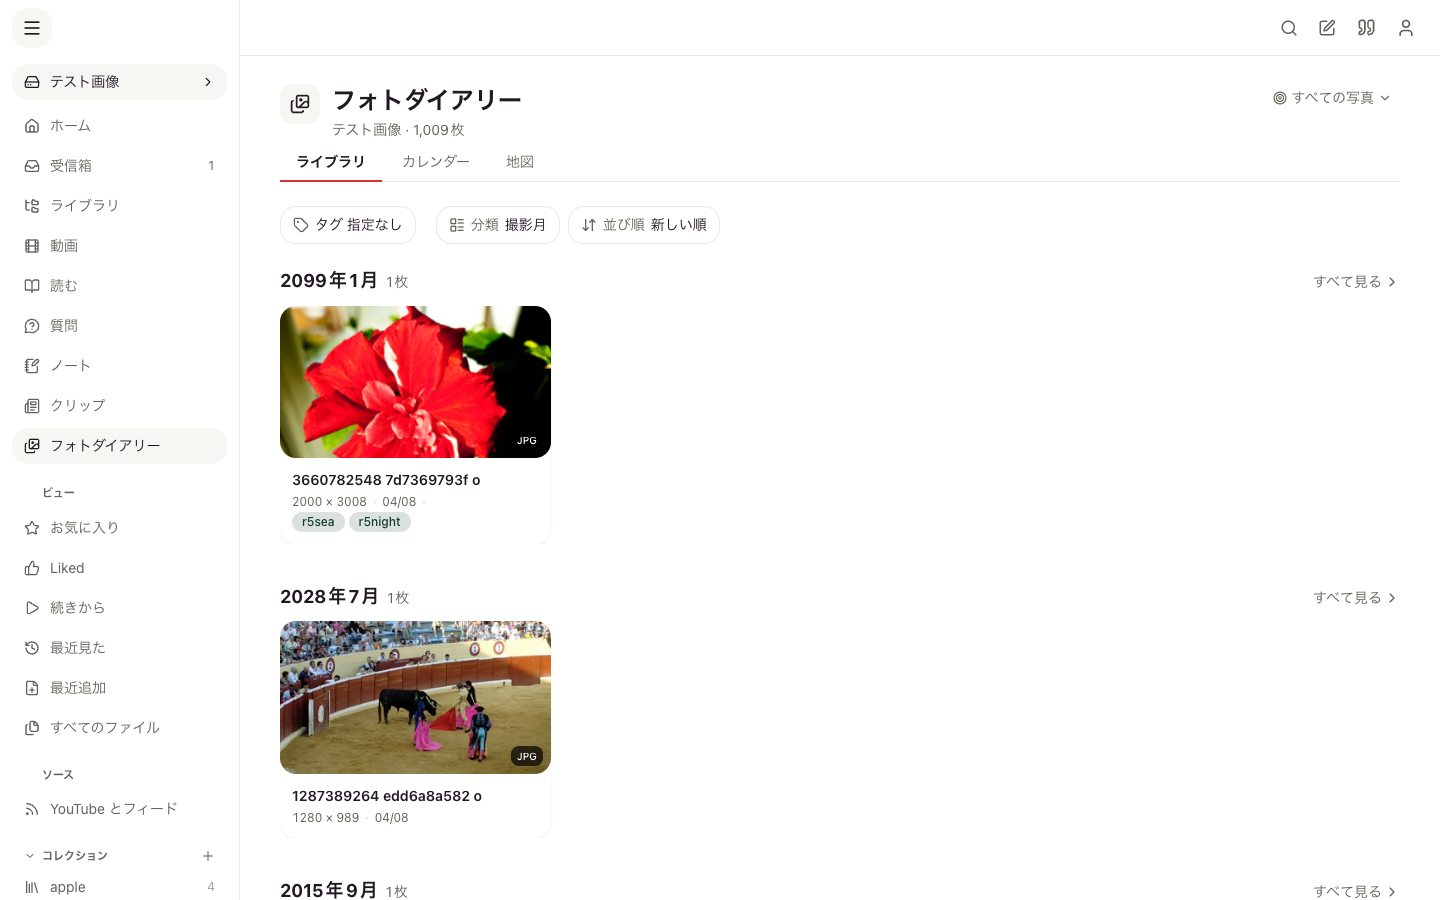 テスト画像
ホーム
受信箱 1
ライブラリ
動画
読む
質問
ノート
クリップ
フォトダイアリー
ビュー
お気に入り
Liked
続きから
最近見た
最近追加
すべてのファイル
ソース
YouTube とフィード
コレクション
apple 4
フォトダイアリー
テスト画像 · 1,009枚
すべての写真
ライブラリ カレンダー 地図
タグ 指定なし 分類 撮影月 並び順 新しい順
2099年1月 1枚 すべて見る
JPG
3660782548 7d7369793f o
2000 × 3008 · 04/08 ·
r5sea r5night
2028年7月 1枚 すべて見る
JPG
1287389264 edd6a8a582 o
1280 × 989 · 04/08
2015年9月 1枚 すべて見る